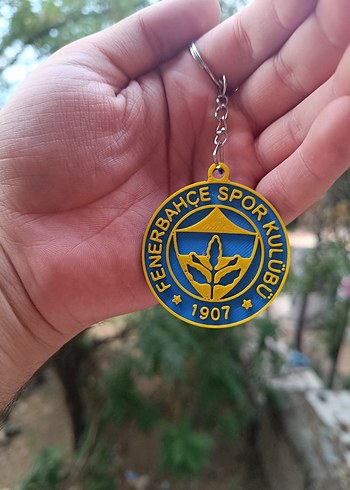 FENERBAHÇE SPOR KULÜBÜ
1907